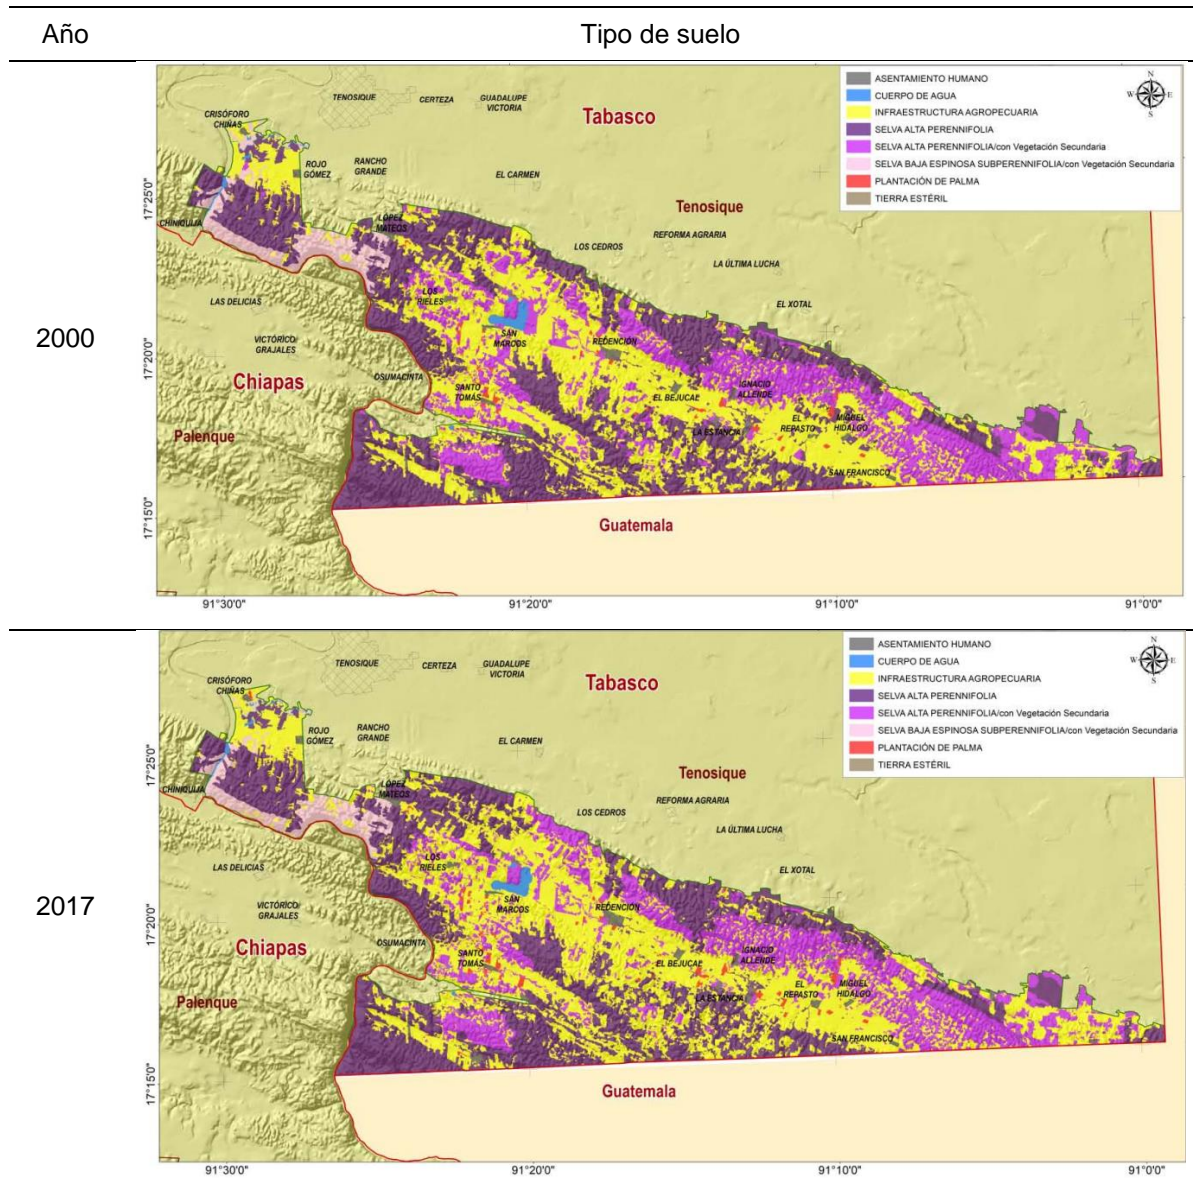 Año
Tipo de suelo
2000
ASENTAMIENTO HUMANO
CUERPO DE AGUA
INFRAESTRUCTURA AGROPECUARIA
SELVA ALTA PERENNIFOLIA
SELVA ALTA PERENNIFOLIA/con Vegetación Secundaria
SELVA BAJA ESPINOSA SUBPERENNIFOLIA/con Vegetación Secundaria
PLANTACIÓN DE PALMA
TIERRA ESTÉRIL
N
W E
S
TENOSIQUE
CERTEZA
GUADALUPE
VICTORIA
Tabasco
CRISÓFORO
CHIÑAS
ROJO
GÓMEZ
RANCHO
GRANDE
EL CARMEN
Tenosique
CHINIQUIJA
LÓPEZ
MATEOS
LOS CEDROS
REFORMA AGRARIA
LA ÚLTIMA LUCHA
LAS DELICIAS
LOS
RIELES
EL XOTAL
VICTÓRICO
GRAJALES
SAN
MARCOS
REDENCIÓN
Chiapas
OSUMACINTA
SANTO
TOMÁS
EL BEJUCAL
IGNACIO
ALLENDE
Palenque
LA ESTANCIA
EL
REPASTO
MIGUEL
HIDALGO
SAN FRANCISCO
Guatemala
17°25'0"
17°20'0"
17°15'0"
91°30'0"
91°20'0"
91°10'0"
91°0'0"
2017
ASENTAMIENTO HUMANO
CUERPO DE AGUA
INFRAESTRUCTURA AGROPECUARIA
SELVA ALTA PERENNIFOLIA
SELVA ALTA PERENNIFOLIA/con Vegetación Secundaria
SELVA BAJA ESPINOSA SUBPERENNIFOLIA/con Vegetación Secundaria
PLANTACIÓN DE PALMA
TIERRA ESTÉRIL
N
W E
S
TENOSIQUE
CERTEZA
GUADALUPE
VICTORIA
Tabasco
CRISÓFORO
CHIÑAS
ROJO
GÓMEZ
RANCHO
GRANDE
EL CARMEN
Tenosique
CHINIQUIJA
LÓPEZ
MATEOS
LOS CEDROS
REFORMA AGRARIA
LA ÚLTIMA LUCHA
LAS DELICIAS
LOS
RIELES
EL XOTAL
VICTÓRICO
GRAJALES
SAN
MARCOS
REDENCIÓN
Chiapas
OSUMACINTA
SANTO
TOMÁS
EL BEJUCAL
IGNACIO
ALLENDE
Palenque
LA ESTANCIA
EL
REPASTO
MIGUEL
HIDALGO
SAN FRANCISCO
Guatemala
17°25'0"
17°20'0"
17°15'0"
91°30'0"
91°20'0"
91°10'0"
91°0'0"